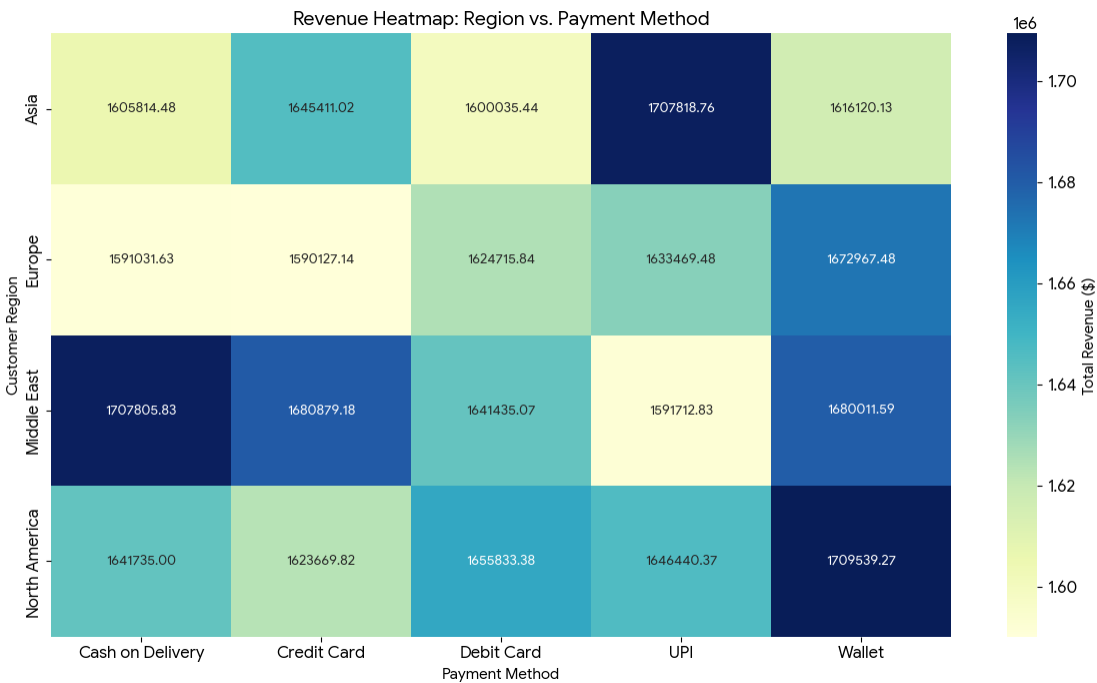 Revenue Heatmap: Region vs. Payment Method
1e6
Asia 1605814.48 1645411.02 1600035.44 1707818.76 1616120.13
Europe 1591031.63 1590127.14 1624715.84 1633469.48 1672967.48
Middle East 1707805.83 1680879.18 1641435.07 1591712.83 1680011.59
North America 1641735.00 1623669.82 1655833.38 1646440.37 1709539.27
Customer Region
Cash on Delivery Credit Card Debit Card UPI Wallet
Payment Method
1.70
1.68
1.66
1.64
1.62
1.60
Total Revenue ($)